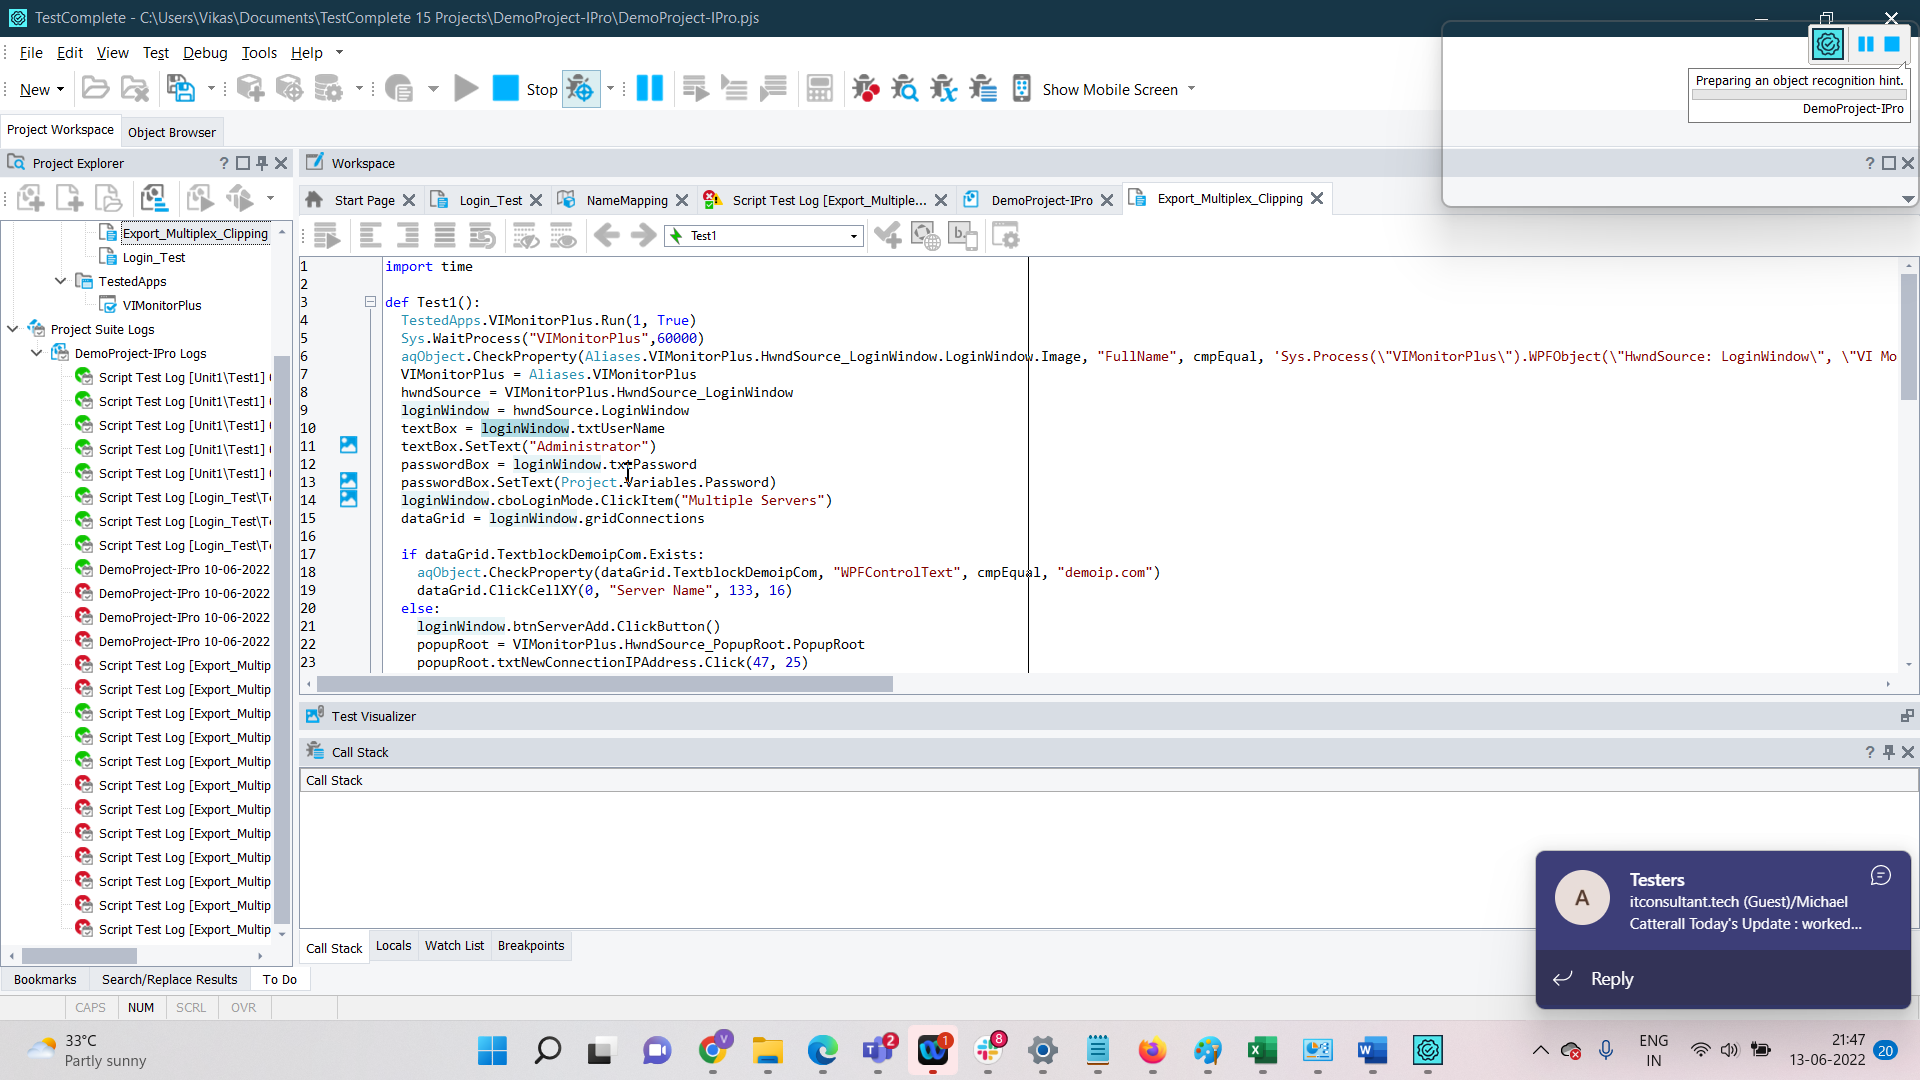 TestComplete - C:\Users\Vikas\Documents\TestComplete 15 Projects\DemoProject-IPro\DemoProject-IPro.pjs
File Edit View Test Debug Tools Help
New Stop Show Mobile Screen
Preparing an object recognition hint.
DemoProject-IPro
Project Workspace Object Browser
Project Explorer
Workspace
Start Page Login_Test NameMapping Script Test Log [Export_Multiple... DemoProject-IPro Export_Multiplex_Clipping
Test1
Export_Multiplex_Clipping
Login_Test
TestedApps
VIMonitorPlus
Project Suite Logs
DemoProject-IPro Logs
Script Test Log [Unit1\Test1]
Script Test Log [Unit1\Test1]
Script Test Log [Unit1\Test1]
Script Test Log [Unit1\Test1]
Script Test Log [Unit1\Test1]
Script Test Log [Login_Test\T
Script Test Log [Login_Test\T
Script Test Log [Login_Test\T
DemoProject-IPro 10-06-2022
DemoProject-IPro 10-06-2022
DemoProject-IPro 10-06-2022
DemoProject-IPro 10-06-2022
Script Test Log [Export_Multip
Script Test Log [Export_Multip
Script Test Log [Export_Multip
Script Test Log [Export_Multip
Script Test Log [Export_Multip
Script Test Log [Export_Multip
Script Test Log [Export_Multip
Script Test Log [Export_Multip
Script Test Log [Export_Multip
Script Test Log [Export_Multip
Script Test Log [Export_Multip
Script Test Log [Export_Multip
1 import time
2
3 def Test1():
4 TestedApps.VIMonitorPlus.Run(1, True)
5 Sys.WaitProcess("VIMonitorPlus",60000)
6 aqObject.CheckProperty(Aliases.VIMonitorPlus.HwndSource_LoginWindow.LoginWindow.Image, "FullName", cmpEqual, 'Sys.Process(\"VIMonitorPlus\").WPFObject(\"HwndSource: LoginWindow\", \"VI Mo
7 VIMonitorPlus = Aliases.VIMonitorPlus
8 hwndSource = VIMonitorPlus.HwndSource_LoginWindow
9 loginWindow = hwndSource.LoginWindow
10 textBox = loginWindow.txtUserName
11 textBox.SetText("Administrator")
12 passwordBox = loginWindow.txtPassword
13 passwordBox.SetText(Project.Variables.Password)
14 loginWindow.cboLoginMode.ClickItem("Multiple Servers")
15 dataGrid = loginWindow.gridConnections
16
17 if dataGrid.TextblockDemoipCom.Exists:
18 aqObject.CheckProperty(dataGrid.TextblockDemoipCom, "WPFControlText", cmpEqual, "demoip.com")
19 dataGrid.ClickCellXY(0, "Server Name", 133, 16)
20 else:
21 loginWindow.btnServerAdd.ClickButton()
22 popupRoot = VIMonitorPlus.HwndSource_PopupRoot.PopupRoot
23 popupRoot.txtNewConnectionIPAddress.Click(47, 25)
Test Visualizer
Call Stack
Call Stack
Call Stack Locals Watch List Breakpoints
Bookmarks Search/Replace Results To Do
CAPS NUM SCRL OVR
A
Testers
itconsultant.tech (Guest)/Michael
Catterall Today's Update : worked...
Reply
33°C
Partly sunny
V
2
1
8
ENG
IN
21:47
13-06-2022
20